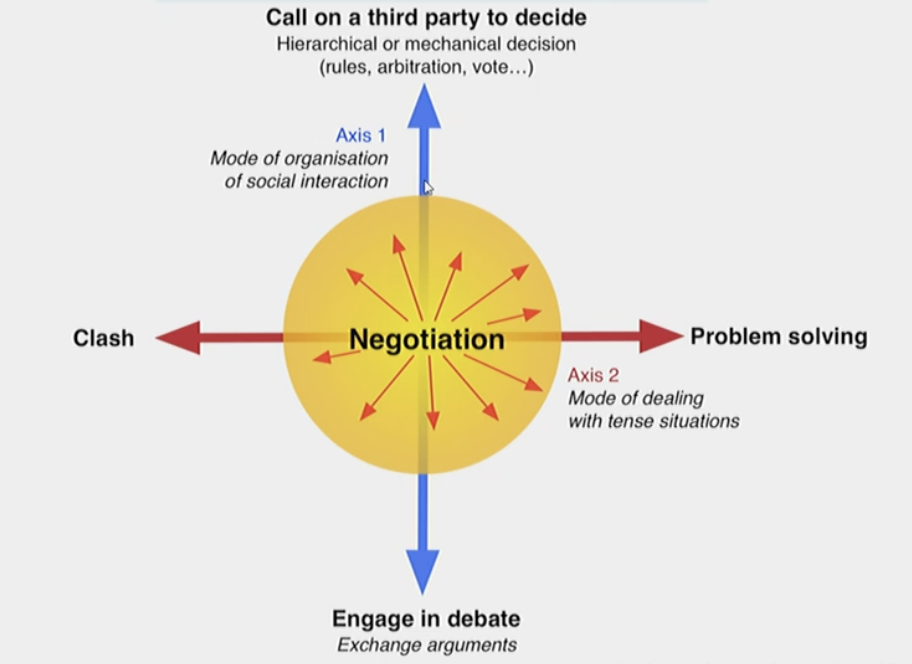 Call on a third party to decide
Hierarchical or mechanical decision
(rules, arbitration, vote...)
Axis 1
Mode of organisation
of social interaction
Clash
Negotiation
Problem solving
Axis 2
Mode of dealing
with tense situations
Engage in debate
Exchange arguments